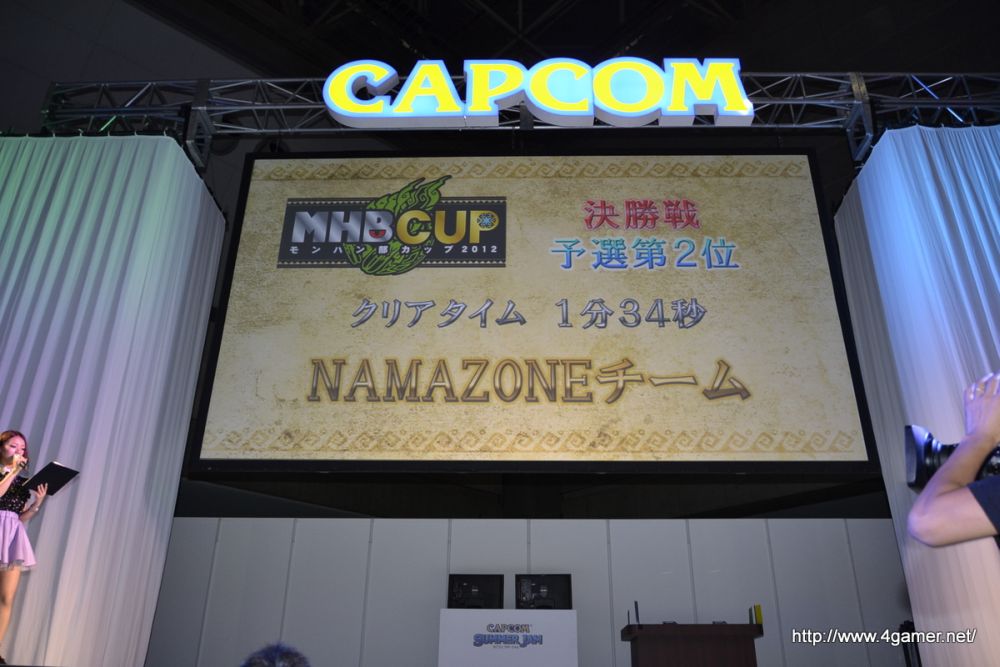 CAPCOM
MHB CUP
モンハン部カップ2012
決勝戦
予選第2位
クリアタイム 1分34秒
NAMAZONEチーム
CAPCOM
SUMMER JAM
http://www.4gamer.net/